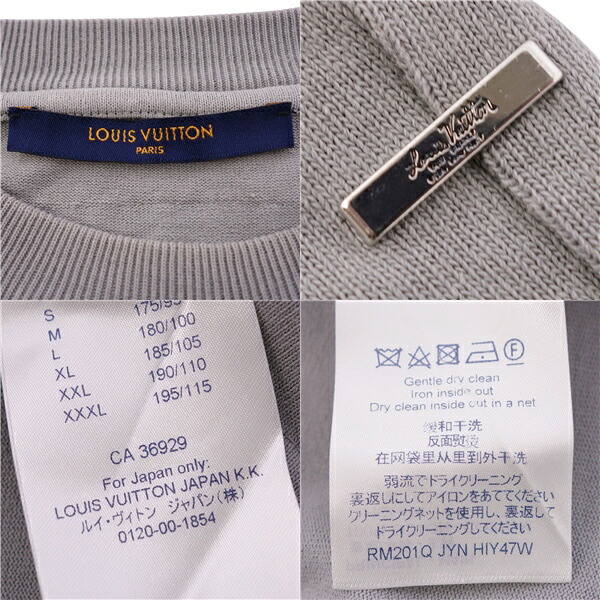 LOUIS VUITTON
PARIS
Louis Vuitton
S 175/95
M 180/100
L 185/105
XL 190/110
XXL 195/115
XXXL
CA 36929
For Japan only:
LOUIS VUITTON JAPAN K.K.
ルイ・ヴィトン ジャパン(株)
0120-00-1854
Gentle dry clean
Iron inside out
Dry clean inside out in a net
缓和干洗
反面熨烫
在网袋里从里到外干洗
弱流でドライクリーニング
裏返しにしてアイロンをあててください
クリーニングネットを使用し、裏返して
ドライクリーニングしてください
RM201Q JYN HIY47W